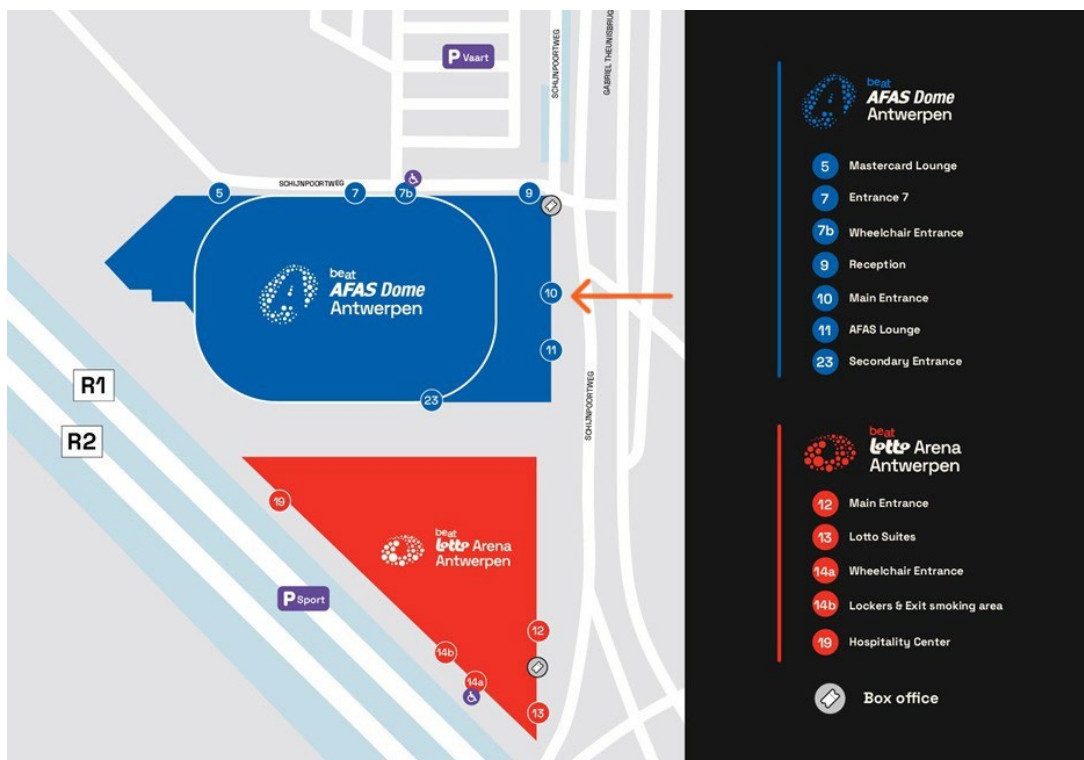 P Vaart
SCHIJNPOORTWEG
GABRIEL THEUNISBRUG
SCHIJNPOORTWEG
5
7
7b
9
beat
AFAS Dome
Antwerpen
10
11
23
SCHIJNPOORTWEG
R1
R2
19
beat
Lotto Arena
Antwerpen
P Sport
12
14b
14a
13
beat
AFAS Dome
Antwerpen
5 Mastercard Lounge
7 Entrance 7
7b Wheelchair Entrance
9 Reception
10 Main Entrance
11 AFAS Lounge
23 Secondary Entrance
beat
Lotto Arena
Antwerpen
12 Main Entrance
13 Lotto Suites
14a Wheelchair Entrance
14b Lockers & Exit smoking area
19 Hospitality Center
Box office